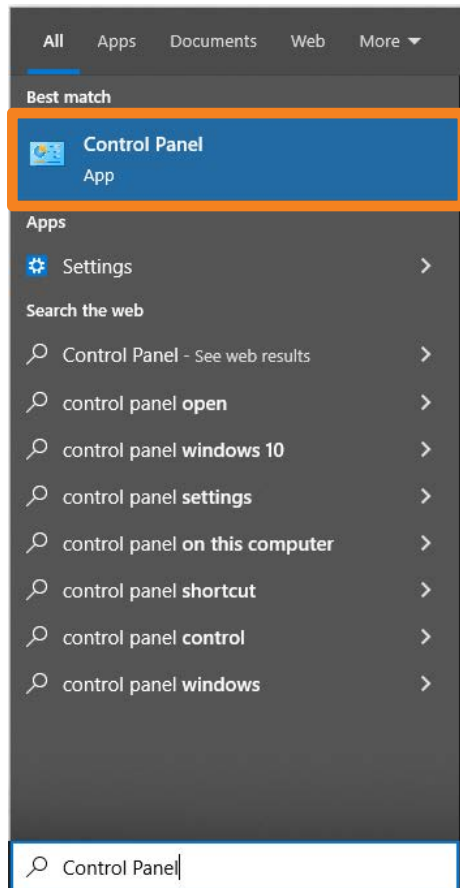 All Apps Documents Web More
Best match
Control Panel
App
Apps
Settings
Search the web
Control Panel - See web results
control panel open
control panel windows 10
control panel settings
control panel on this computer
control panel shortcut
control panel control
control panel windows
Control Panel